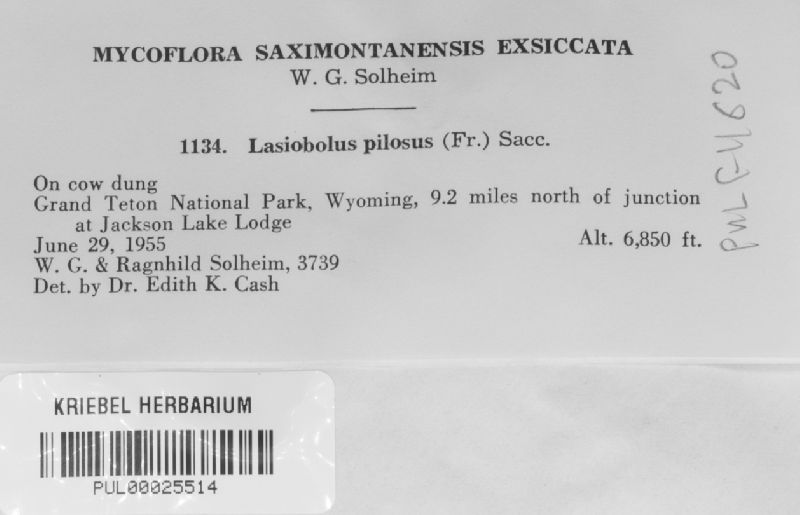 MYCOFLORA SAXIMONTANENSIS EXSICCATA
W. G. Solheim
1134. Lasiobolus pilosus (Fr.) Sacc.
On cow dung
Grand Teton National Park, Wyoming, 9.2 miles north of junction
at Jackson Lake Lodge
June 29, 1955 Alt. 6,850 ft.
W. G. & Ragnhild Solheim, 3739
Det. by Dr. Edith K. Cash
PUL F-4620
KRIEBEL HERBARIUM
PUL00025514